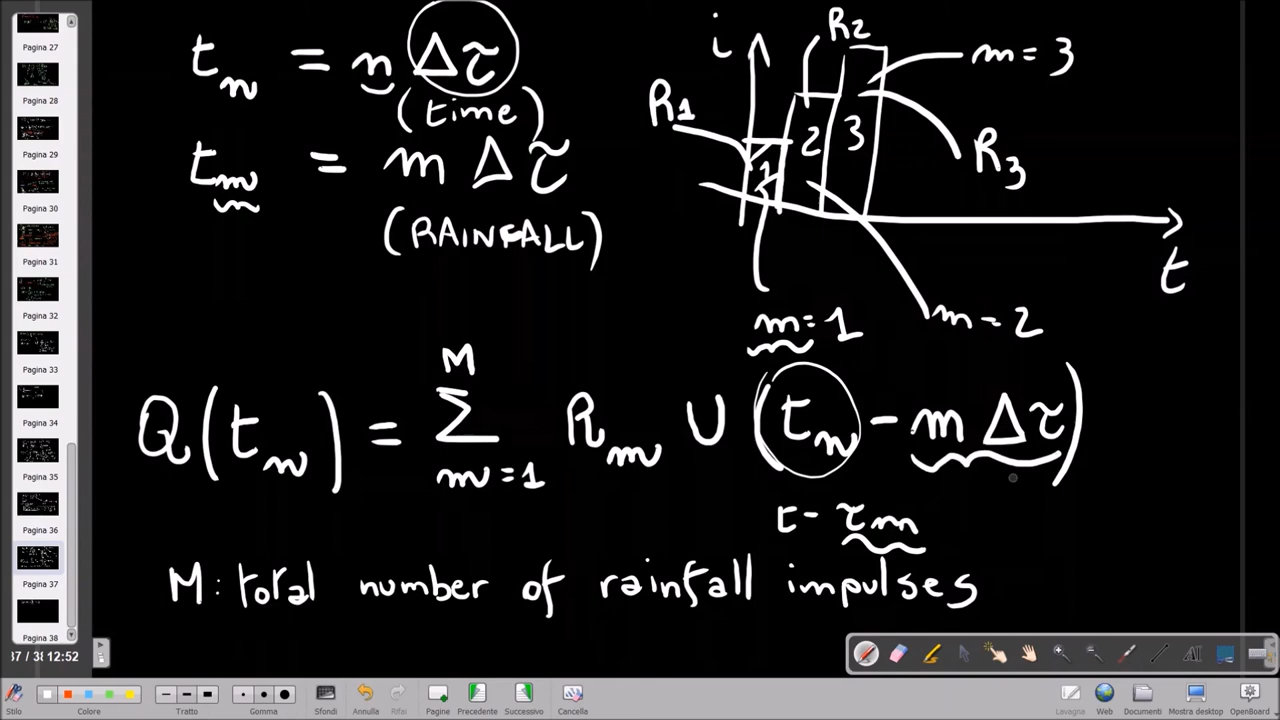 Pagina 27
Pagina 28
Pagina 29
Pagina 30
Pagina 31
Pagina 32
Pagina 33
Pagina 34
Pagina 35
Pagina 36
Pagina 37
Pagina 38
t_n = n Δτ
(time)
t_m = m Δτ
(RAINFALL)
i
R2
m = 3
R1
1
2
3
R3
t
m = 1
m = 2
Q(t_n) = Σ_{m=1}^{M} R_m U (t_n - m Δτ)
t - τm
M: total number of rainfall impulses
37 / 38 12:52
Stilo
Colore
Tratto
Gomma
Sfondi
Annulla
Rifai
Pagine
Precedente
Successivo
Cancella
Lavagna
Web
Documenti
Mostra desktop
OpenBoard